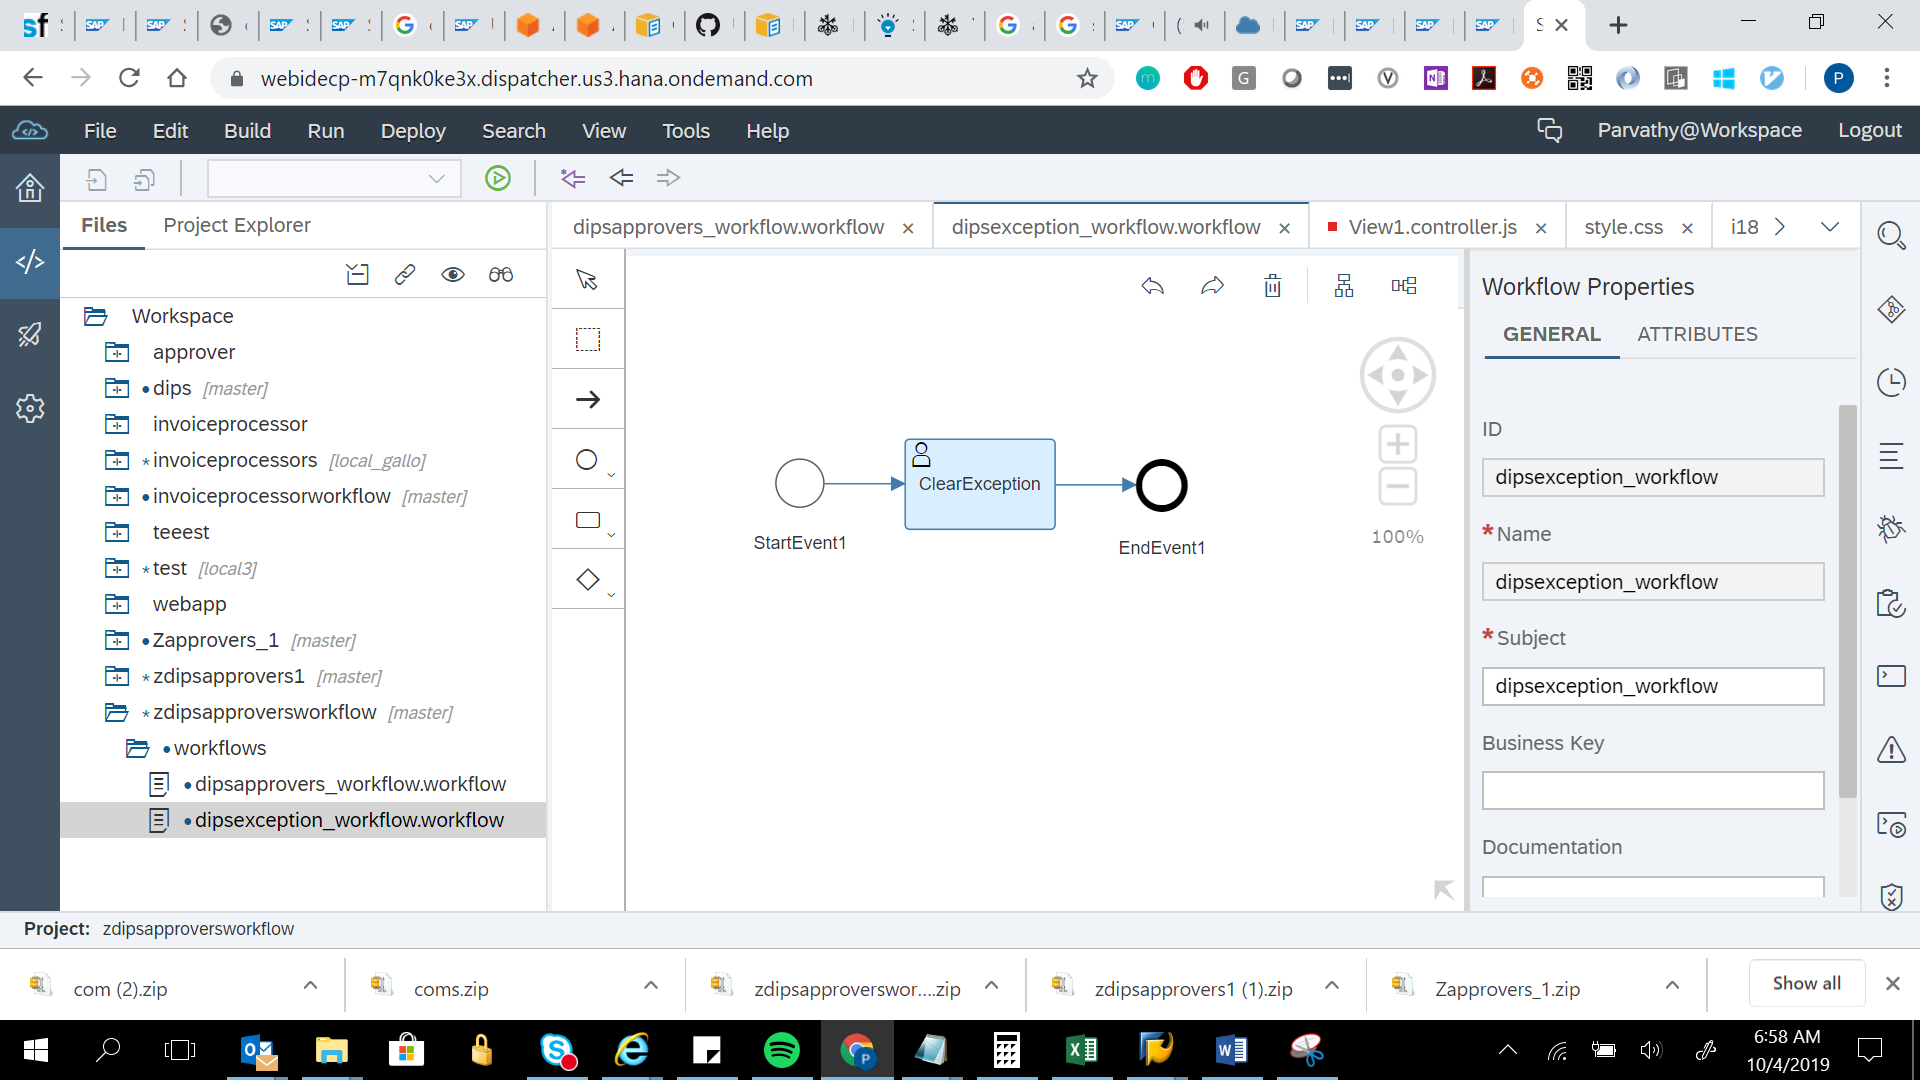 webidecp-m7qnk0ke3x.dispatcher.us3.hana.ondemand.com
File Edit Build Run Deploy Search View Tools Help
Parvathy@Workspace Logout
Files Project Explorer
dipsapprovers_workflow.workflow
dipsexception_workflow.workflow
View1.controller.js
style.css
i18
Workspace
approver
dips [master]
invoiceprocessor
*invoiceprocessors [local_gallo]
invoiceprocessorworkflow [master]
teeest
*test [local3]
webapp
Zapprovers_1 [master]
*zdipsapprovers1 [master]
*zdipsapproversworkflow [master]
workflows
dipsapprovers_workflow.workflow
dipsexception_workflow.workflow
StartEvent1
ClearException
EndEvent1
100%
Workflow Properties
GENERAL ATTRIBUTES
ID
dipsexception_workflow
*Name
dipsexception_workflow
*Subject
dipsexception_workflow
Business Key
Documentation
Project: zdipsapproversworkflow
com (2).zip
coms.zip
zdipsapproverswor....zip
zdipsapprovers1 (1).zip
Zapprovers_1.zip
Show all
6:58 AM
10/4/2019